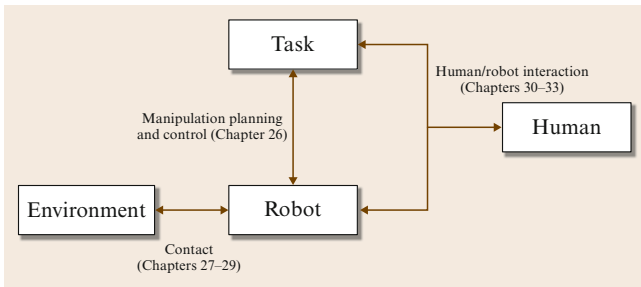 Task
Human/robot interaction
(Chapters 30–33)
Manipulation planning
and control (Chapter 26)
Human
Environment
Robot
Contact
(Chapters 27–29)